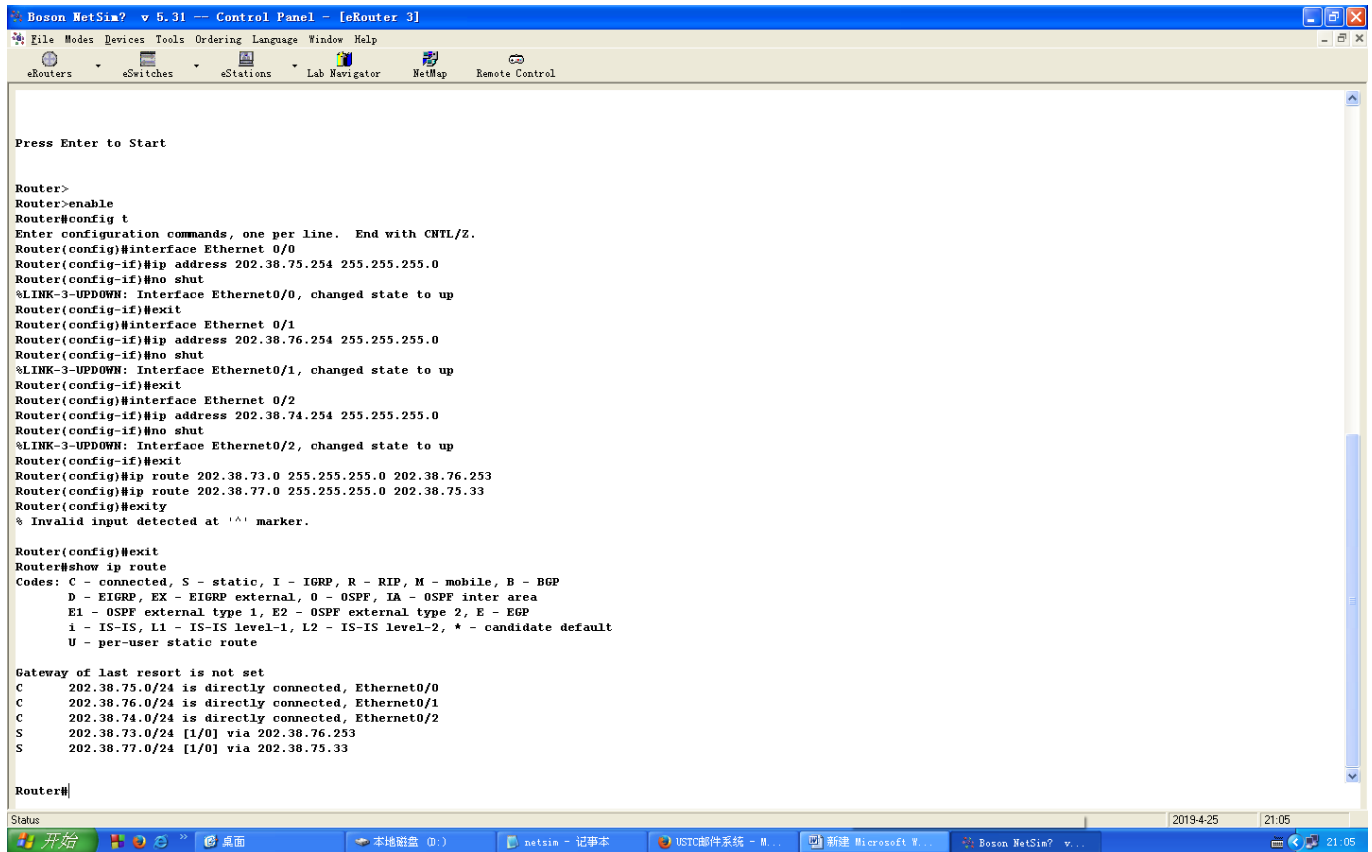 Boson NetSim? v 5.31 -- Control Panel - [eRouter 3]
File Modes Devices Tools Ordering Language Window Help
eRouters eSwitches eStations Lab Navigator NetMap Remote Control
Press Enter to Start
Router>
Router>enable
Router#config t
Enter configuration commands, one per line. End with CNTL/Z.
Router(config)#interface Ethernet 0/0
Router(config-if)#ip address 202.38.75.254 255.255.255.0
Router(config-if)#no shut
%LINK-3-UPDOWN: Interface Ethernet0/0, changed state to up
Router(config-if)#exit
Router(config)#interface Ethernet 0/1
Router(config-if)#ip address 202.38.76.254 255.255.255.0
Router(config-if)#no shut
%LINK-3-UPDOWN: Interface Ethernet0/1, changed state to up
Router(config-if)#exit
Router(config)#interface Ethernet 0/2
Router(config-if)#ip address 202.38.74.254 255.255.255.0
Router(config-if)#no shut
%LINK-3-UPDOWN: Interface Ethernet0/2, changed state to up
Router(config-if)#exit
Router(config)#ip route 202.38.73.0 255.255.255.0 202.38.76.253
Router(config)#ip route 202.38.77.0 255.255.255.0 202.38.75.33
Router(config)#exity
% Invalid input detected at '^' marker.
Router(config)#exit
Router#show ip route
Codes: C - connected, S - static, I - IGRP, R - RIP, M - mobile, B - BGP
D - EIGRP, EX - EIGRP external, O - OSPF, IA - OSPF inter area
E1 - OSPF external type 1, E2 - OSPF external type 2, E - EGP
i - IS-IS, L1 - IS-IS level-1, L2 - IS-IS level-2, * - candidate default
U - per-user static route
Gateway of last resort is not set
C 202.38.75.0/24 is directly connected, Ethernet0/0
C 202.38.76.0/24 is directly connected, Ethernet0/1
C 202.38.74.0/24 is directly connected, Ethernet0/2
S 202.38.73.0/24 [1/0] via 202.38.76.253
S 202.38.77.0/24 [1/0] via 202.38.75.33
Router#
Status 2019-4-25 21:05
开始 » 桌面 本地磁盘 (D:) netsim - 记事本 USTC邮件系统 - M... 新建 Microsoft W... Boson NetSim? v... 21:05